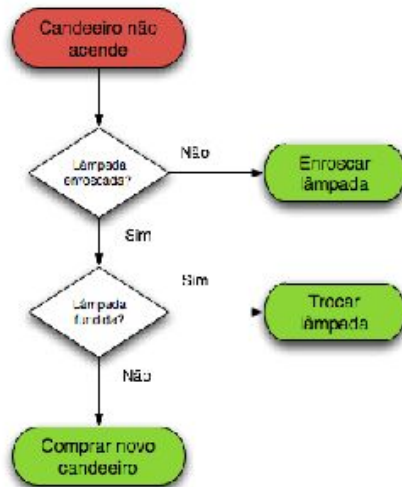 Candeeiro não
acende
Lâmpada
enroscada?
Não
Enroscar
lâmpada
Sim
Lâmpada
fundida?
Sim
Trocar
lâmpada
Não
Comprar novo
candeeiro